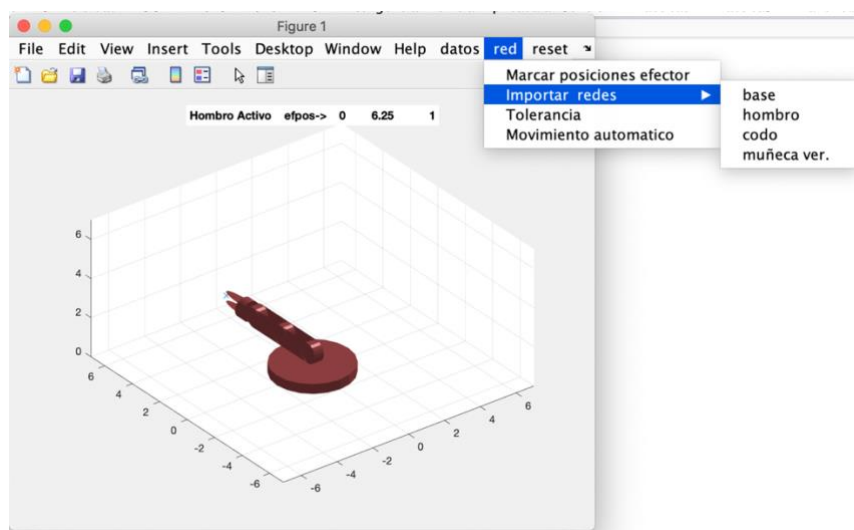 Figure 1
File Edit View Insert Tools Desktop Window Help datos red reset
Marcar posiciones efector
Importar redes
Tolerancia
Movimiento automatico
base
hombro
codo
muñeca ver.
Hombro Activo efpos-> 0 6.25 1
6
4
2
0
6
4
2
0
-2
-4
-6
-6
-4
-2
0
2
4
6